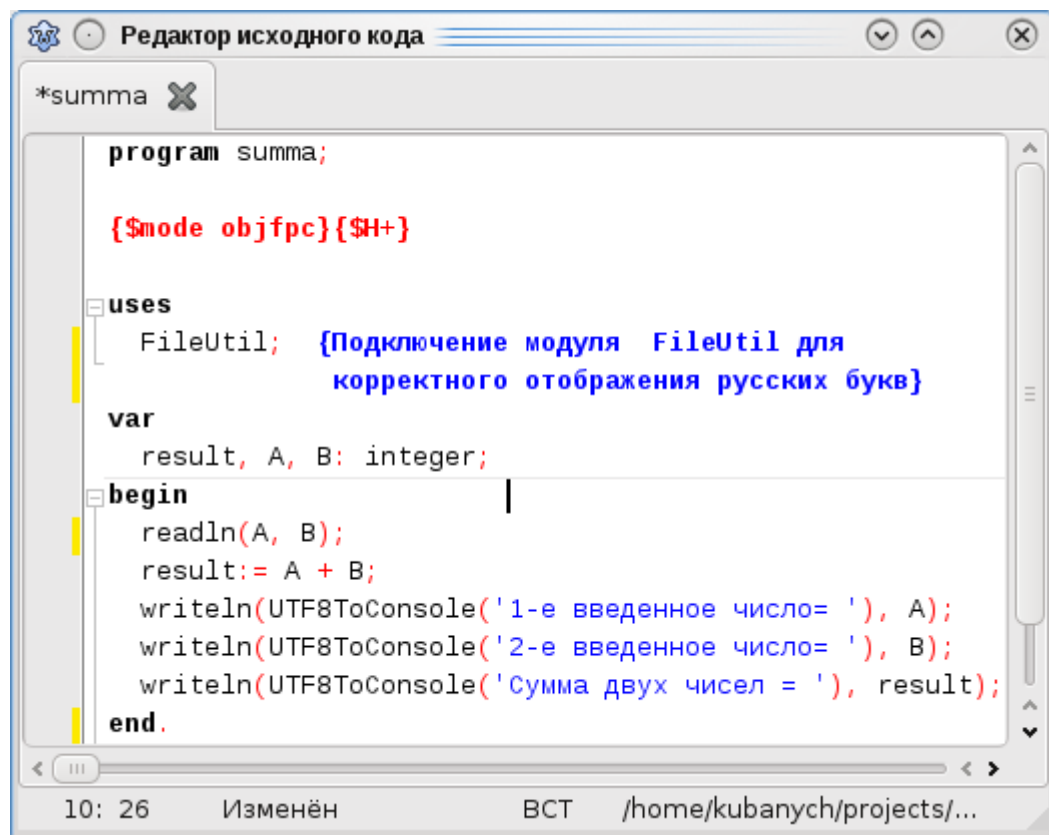 Редактор исходного кода
*summa
program summa;
{$mode objfpc}{$H+}
uses
FileUtil; {Подключение модуля FileUtil для
корректного отображения русских букв}
var
result, A, B: integer;
begin
readln(A, B);
result:= A + B;
writeln(UTF8ToConsole('1-е введенное число= '), A);
writeln(UTF8ToConsole('2-е введенное число= '), B);
writeln(UTF8ToConsole('Сумма двух чисел = '), result);
end.
10: 26 Изменён ВСТ /home/kubanych/projects/...